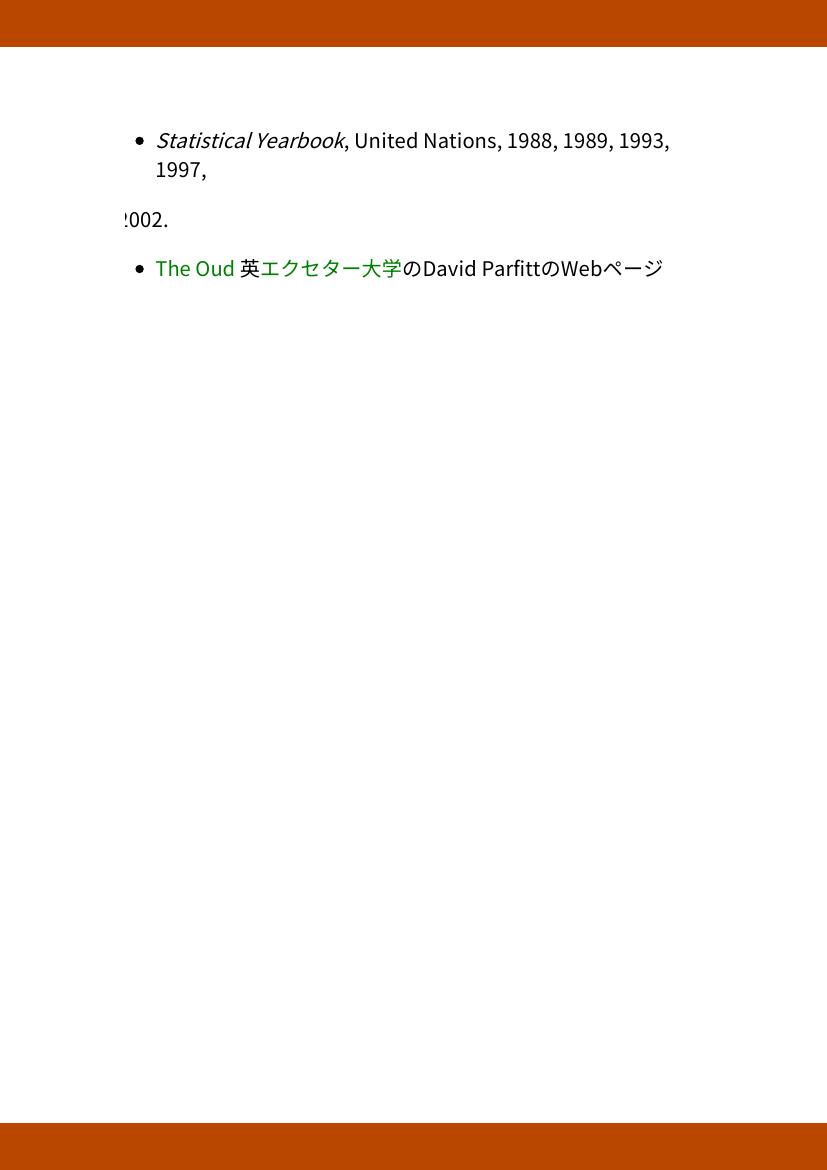 • Statistical Yearbook, United Nations, 1988, 1989, 1993,
1997,
2002.
• The Oud 英エクセター大学のDavid ParfittのWebページ